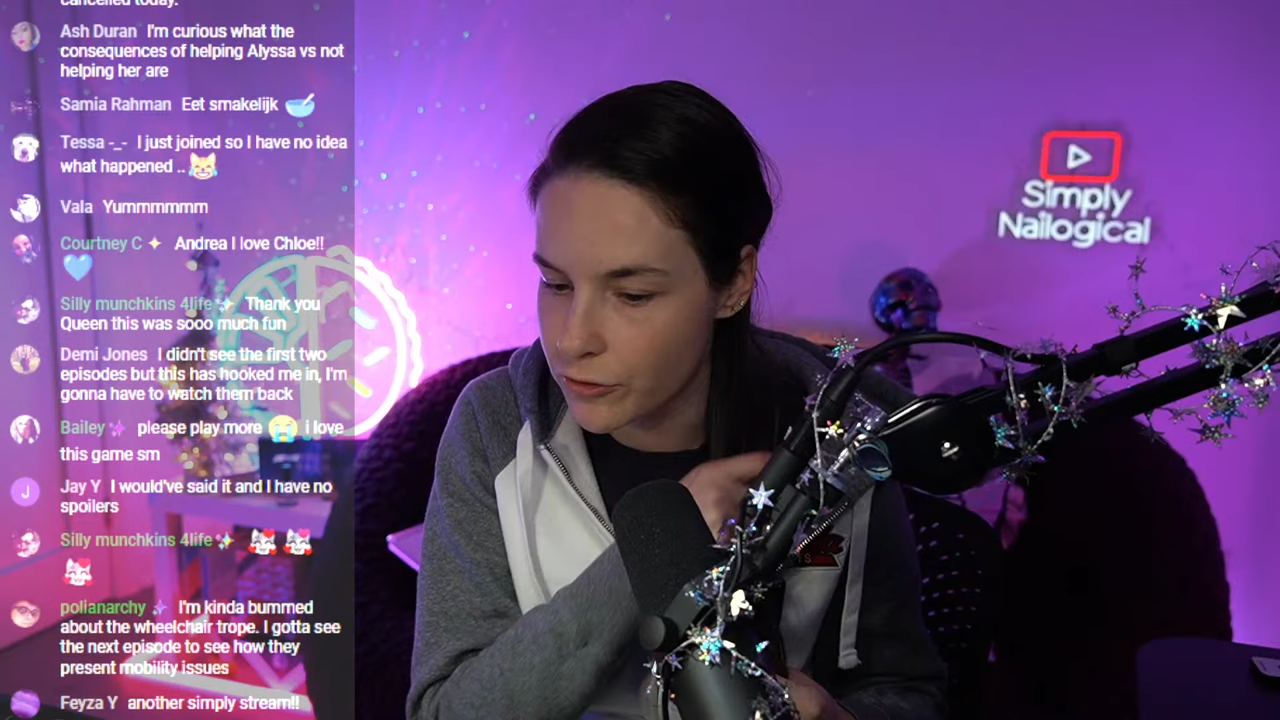 cancelled today.
Ash Duran I'm curious what the
consequences of helping Alyssa vs not
helping her are
Samia Rahman Eet smakelijk
Tessa -_- I just joined so I have no idea
what happened ..
Vala Yummmmmm
Courtney C Andrea I love Chloe!!
Silly munchkins 4life Thank you
Queen this was sooo much fun
Demi Jones I didn't see the first two
episodes but this has hooked me in, I'm
gonna have to watch them back
Bailey please play more i love
this game sm
J
Jay Y I would've said it and I have no
spoilers
Silly munchkins 4life
polianarchy I'm kinda bummed
about the wheelchair trope. I gotta see
the next episode to see how they
present mobility issues
Feyza Y another simply stream!!
Simply
Nailogical